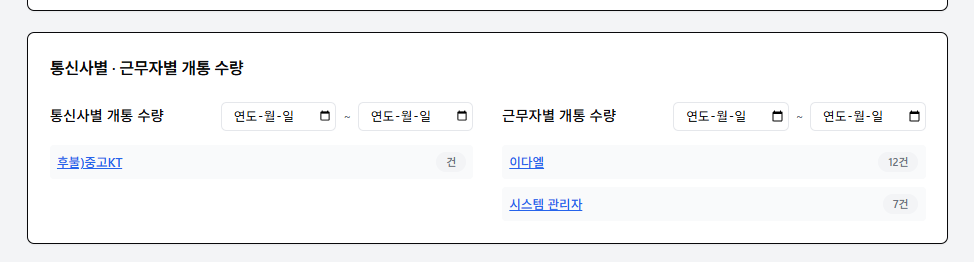 통신사별 · 근무자별 개통 수량
통신사별 개통 수량 연도-월-일 ~ 연도-월-일
후불)중고KT 건
근무자별 개통 수량 연도-월-일 ~ 연도-월-일
이다엘 12건
시스템 관리자 7건